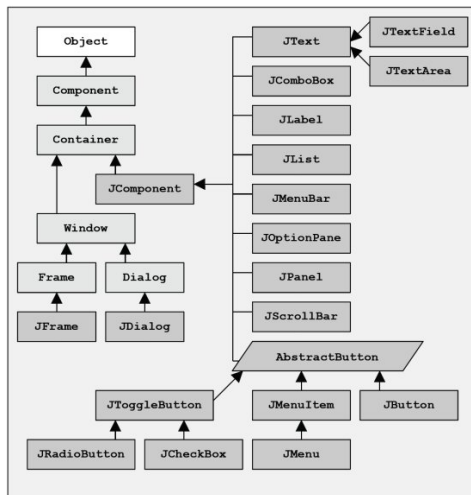 Object
Component
Container
JComponent
Window
Frame
Dialog
JFrame
JDialog
JText
JTextField
JTextArea
JComboBox
JLabel
JList
JMenuBar
JOptionPane
JPanel
JScrollBar
AbstractButton
JToggleButton
JMenuItem
JButton
JRadioButton
JCheckBox
JMenu